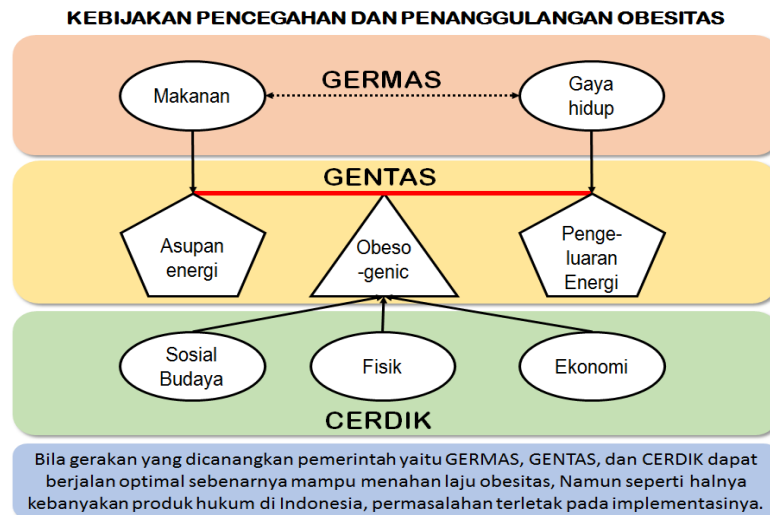 KEBIJAKAN PENCEGAHAN DAN PENANGGULANGAN OBESITAS
GERMAS
Makanan
Gaya
hidup
GENTAS
Asupan
energi
Obeso
-genic
Penge-
luaran
Energi
Sosial
Budaya
Fisik
Ekonomi
CERDIK
Bila gerakan yang dicanangkan pemerintah yaitu GERMAS, GENTAS, dan CERDIK dapat
berjalan optimal sebenarnya mampu menahan laju obesitas, Namun seperti halnya
kebanyakan produk hukum di Indonesia, permasalahan terletak pada implementasinya.